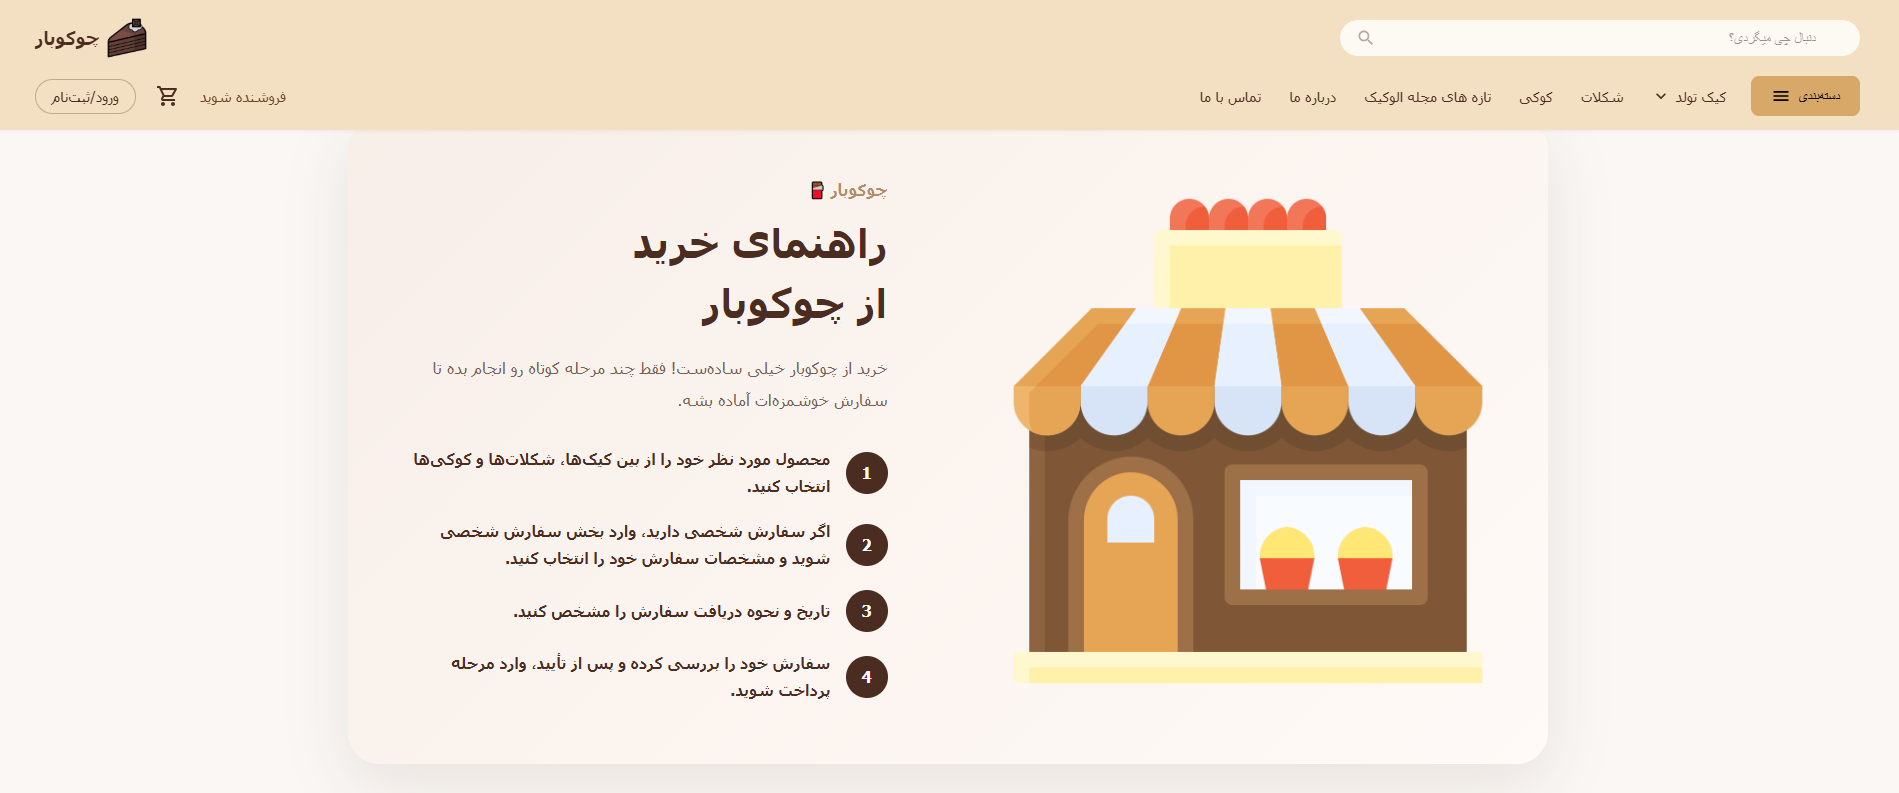 دنبال چی میگردی؟
چوکوبار
دسته‌بندی
کیک تولد
شکلات
کوکی
تازه های مجله الوکیک
درباره ما
تماس با ما
فروشنده شوید
ورود/ثبت‌نام
چوکوبار
راهنمای خرید
از چوکوبار
خرید از چوکوبار خیلی ساده‌ست! فقط چند مرحله کوتاه رو انجام بده تا
سفارش خوشمزه‌ات آماده بشه.
1
محصول مورد نظر خود را از بین کیک‌ها، شکلات‌ها و کوکی‌ها
انتخاب کنید.
2
اگر سفارش شخصی دارید، وارد بخش سفارش شخصی
شوید و مشخصات سفارش خود را انتخاب کنید.
3
تاریخ و نحوه دریافت سفارش را مشخص کنید.
4
سفارش خود را بررسی کرده و پس از تأیید، وارد مرحله
پرداخت شوید.